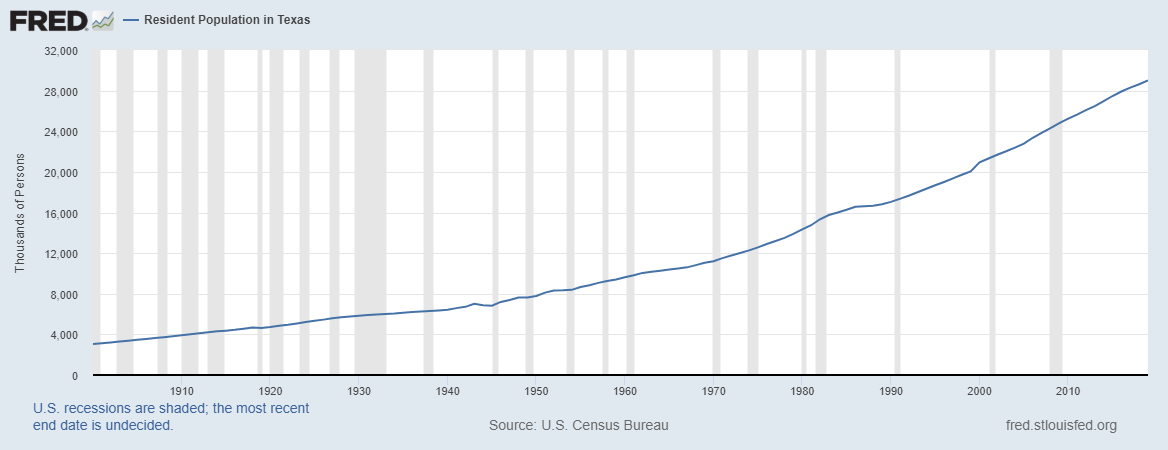 FRED
Resident Population in Texas
32,000
28,000
24,000
20,000
16,000
12,000
8,000
4,000
0
Thousands of Persons
1910 1920 1930 1940 1950 1960 1970 1980 1990 2000 2010
U.S. recessions are shaded; the most recent
end date is undecided.
Source: U.S. Census Bureau
fred.stlouisfed.org